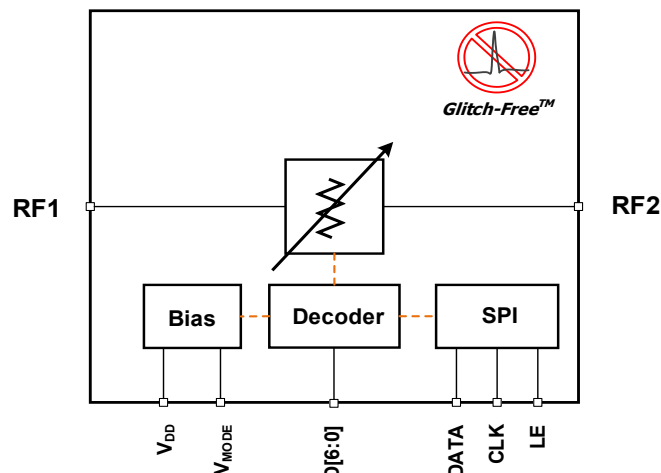 Glitch-Free™
RF1
RF2
Bias
Decoder
SPI
VDD
VMODE
D[6:0]
DATA
CLK
LE